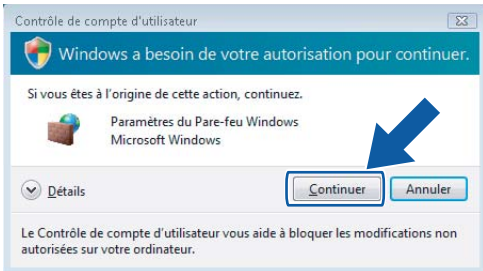 Contrôle de compte d'utilisateur
Windows a besoin de votre autorisation pour continuer.
Si vous êtes à l'origine de cette action, continuez.
Paramètres du Pare-feu Windows
Microsoft Windows
Détails
Continuer
Annuler
Le Contrôle de compte d'utilisateur vous aide à bloquer les modifications non
autorisées sur votre ordinateur.